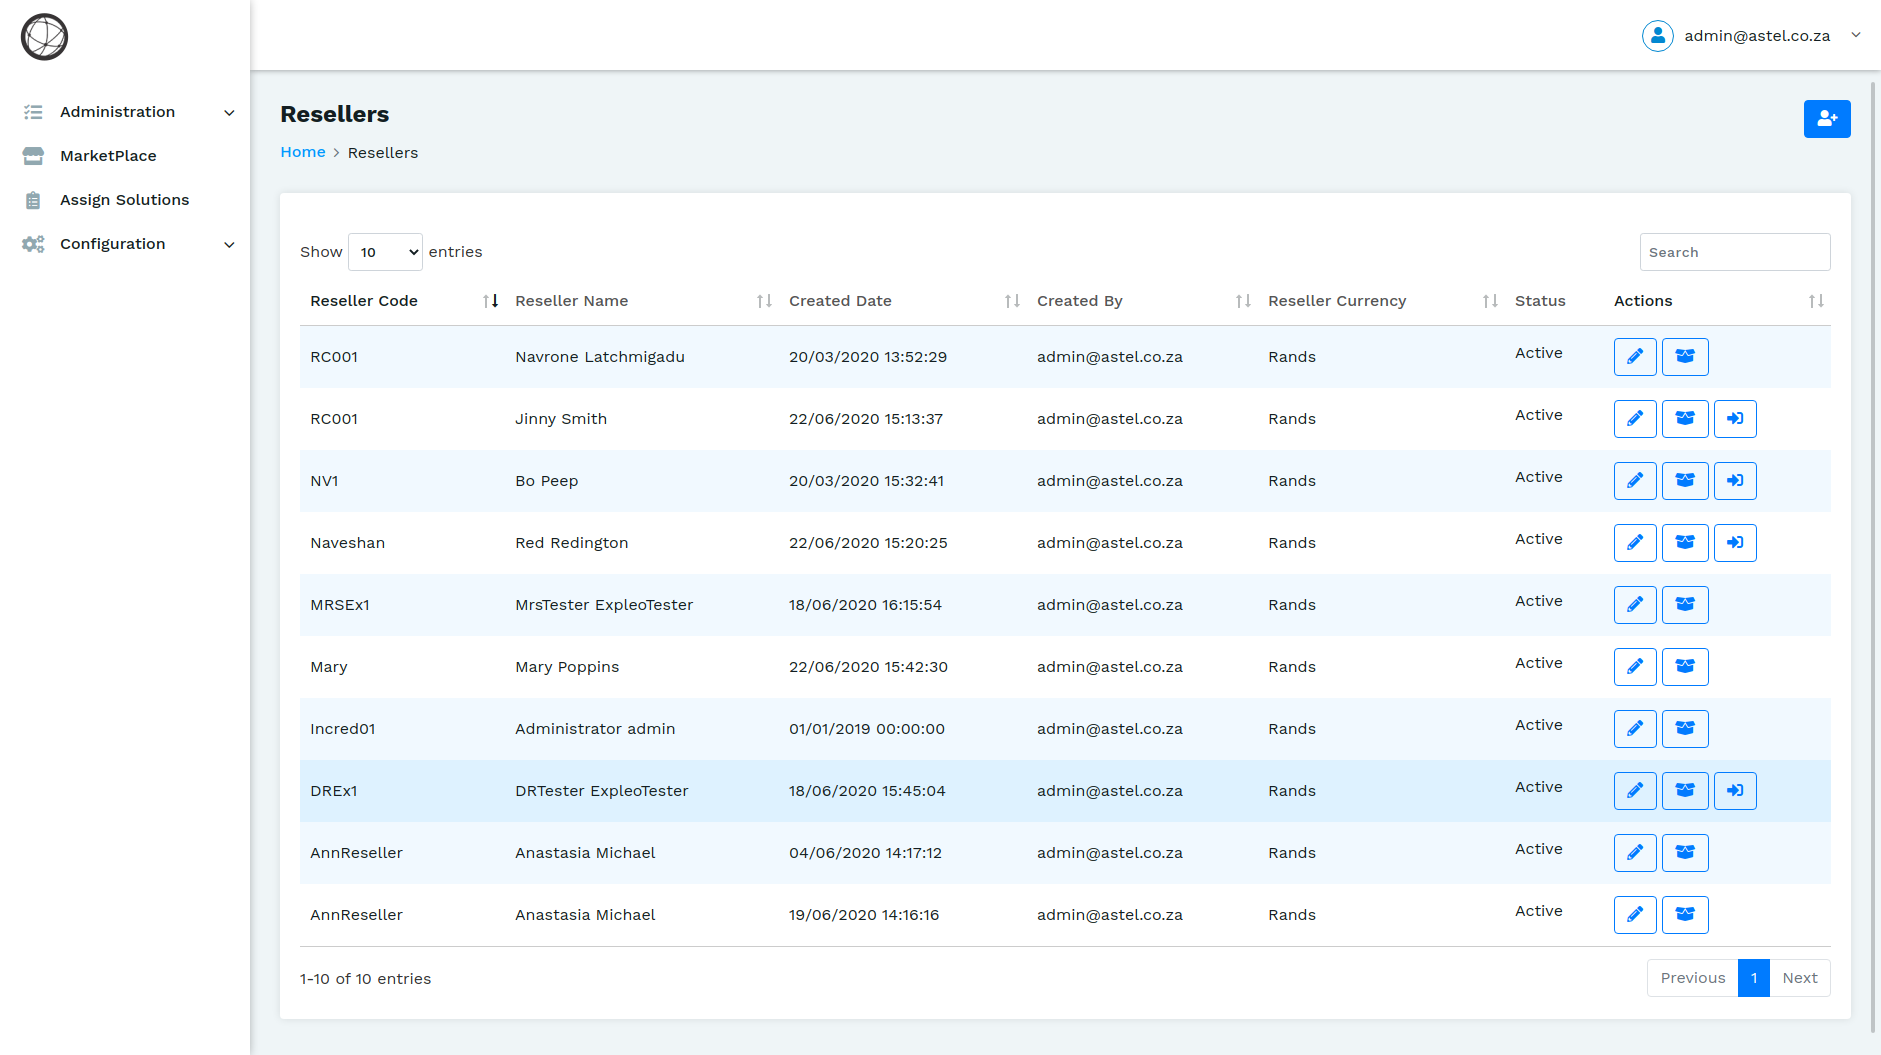 admin@astel.co.za
Administration
MarketPlace
Assign Solutions
Configuration
Resellers
Home > Resellers
Show 10 entries
Search
Reseller Code Reseller Name Created Date Created By Reseller Currency Status Actions
RC001 Navrone Latchmigadu 20/03/2020 13:52:29 admin@astel.co.za Rands Active
RC001 Jinny Smith 22/06/2020 15:13:37 admin@astel.co.za Rands Active
NV1 Bo Peep 20/03/2020 15:32:41 admin@astel.co.za Rands Active
Naveshan Red Redington 22/06/2020 15:20:25 admin@astel.co.za Rands Active
MRSEx1 MrsTester ExpleoTester 18/06/2020 16:15:54 admin@astel.co.za Rands Active
Mary Mary Poppins 22/06/2020 15:42:30 admin@astel.co.za Rands Active
Incred01 Administrator admin 01/01/2019 00:00:00 admin@astel.co.za Rands Active
DREx1 DRTester ExpleoTester 18/06/2020 15:45:04 admin@astel.co.za Rands Active
AnnReseller Anastasia Michael 04/06/2020 14:17:12 admin@astel.co.za Rands Active
AnnReseller Anastasia Michael 19/06/2020 14:16:16 admin@astel.co.za Rands Active
1-10 of 10 entries
Previous 1 Next